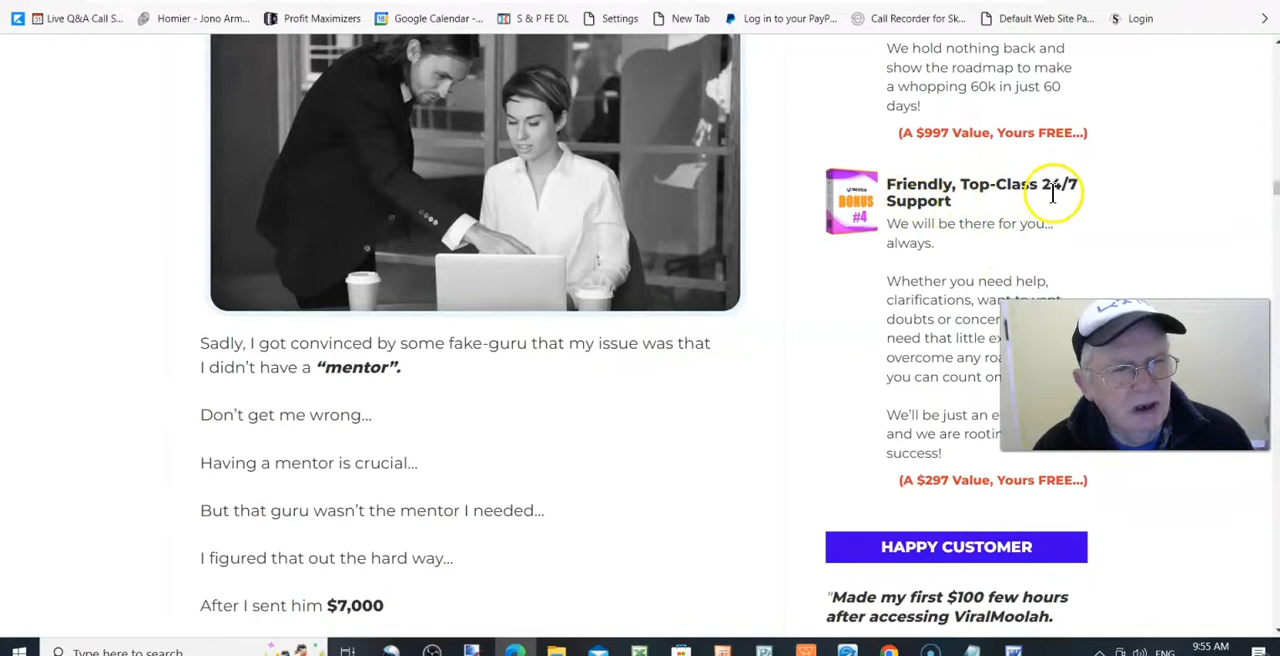 Live Q&A Call S...
Homier - Jono Arm...
Profit Maximizers
Google Calendar -...
S & P FE DL
Settings
New Tab
Log in to your PayP...
Call Recorder for Sk...
Default Web Site Pa...
Login
Sadly, I got convinced by some fake-guru that my issue was that
I didn't have a “mentor”.
Don't get me wrong...
Having a mentor is crucial...
But that guru wasn't the mentor I needed...
I figured that out the hard way...
After I sent him $7,000
We hold nothing back and
show the roadmap to make
a whopping 60k in just 60
days!
(A $997 Value, Yours FREE...)
BONUS
#4
Friendly, Top-Class 24/7
Support
We will be there for you...
always.
Whether you need help,
clarifications, want to vent
doubts or
need that little
overcome any
you can count
We'll be just an
and we are
success!
(A $297 Value, Yours FREE...)
HAPPY CUSTOMER
"Made my first $100 few hours
after accessing ViralMoolah.
Type here to search
ENG
9:55 AM